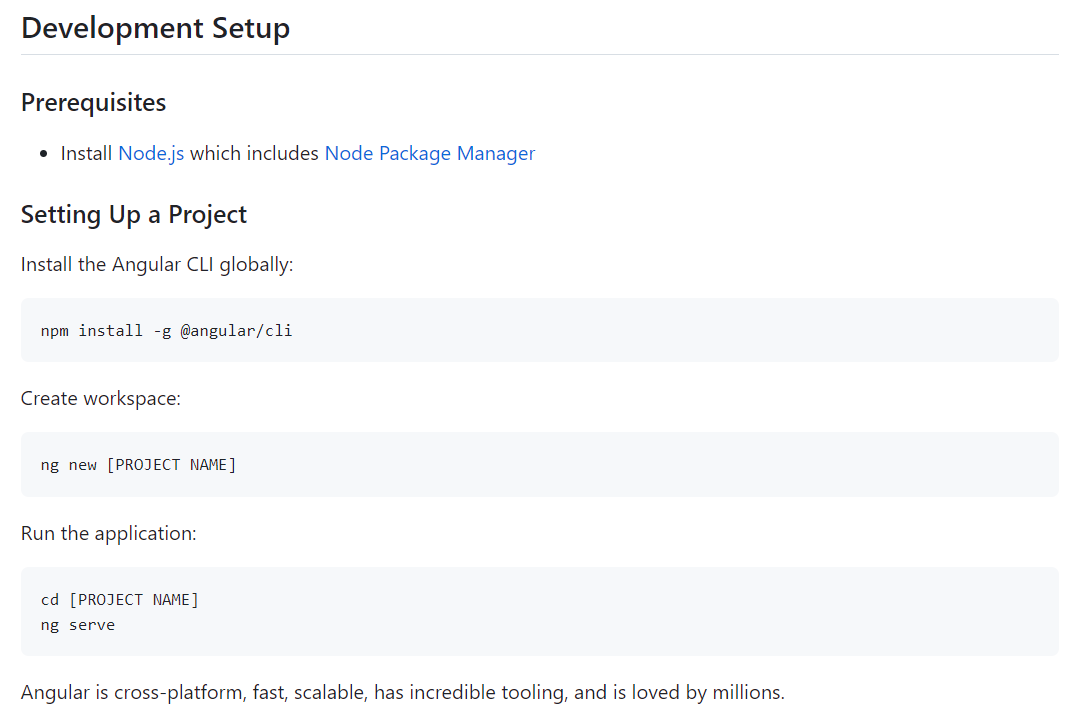 Development Setup
Prerequisites
Install Node.js which includes Node Package Manager
Setting Up a Project
Install the Angular CLI globally:
npm install -g @angular/cli
Create workspace:
ng new [PROJECT NAME]
Run the application:
cd [PROJECT NAME]
ng serve
Angular is cross-platform, fast, scalable, has incredible tooling, and is loved by millions.